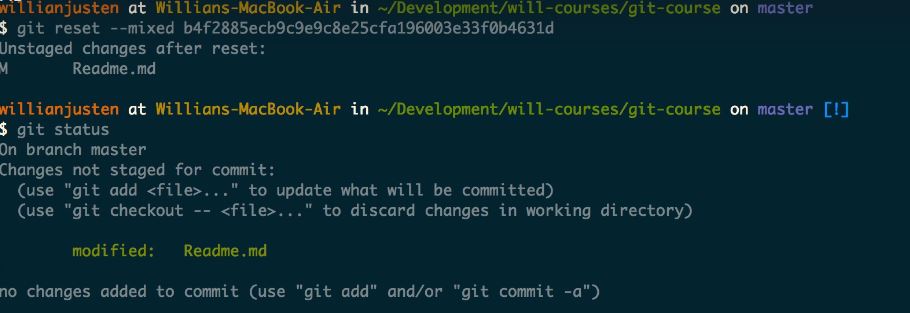 willianjusten at Willians-MacBook-Air in ~/Development/will-courses/git-course on master
$ git reset --mixed b4f2885ecb9c9e9c8e25cfa196003e33f0b4631d
Unstaged changes after reset:
M Readme.md
willianjusten at Willians-MacBook-Air in ~/Development/will-courses/git-course on master [!]
$ git status
On branch master
Changes not staged for commit:
(use "git add <file>..." to update what will be committed)
(use "git checkout -- <file>..." to discard changes in working directory)
modified: Readme.md
no changes added to commit (use "git add" and/or "git commit -a")